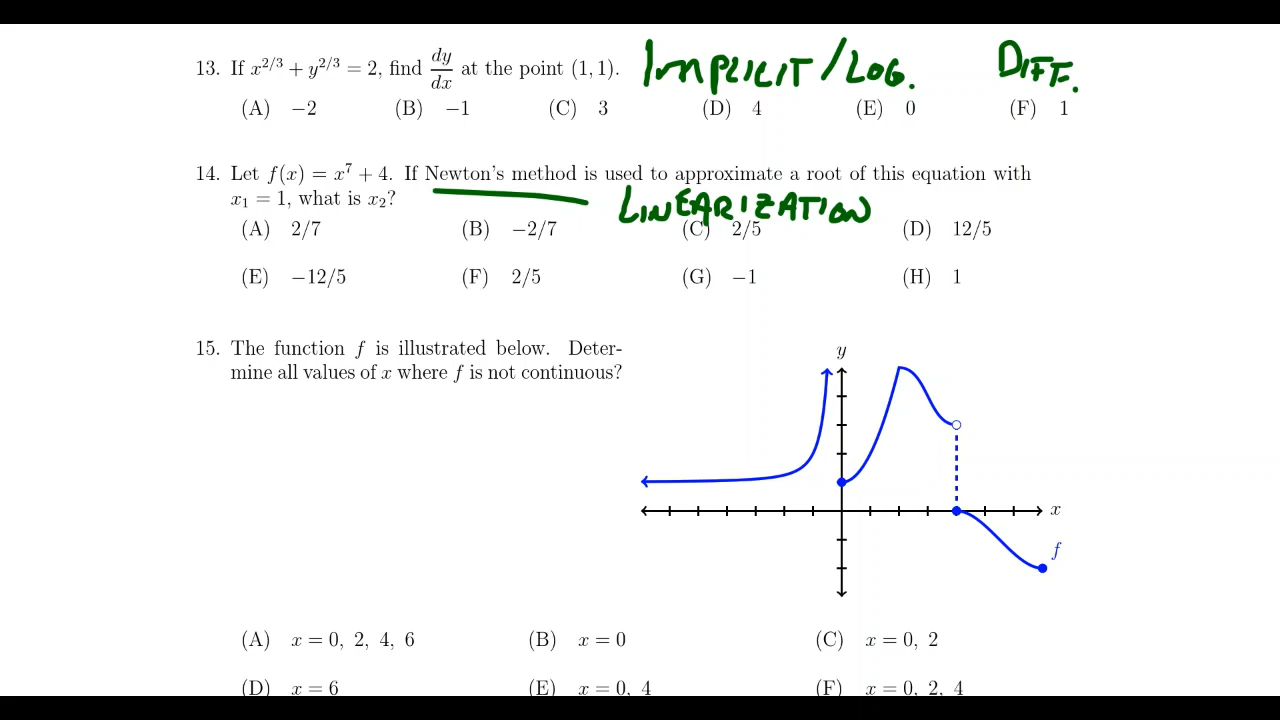 13. If x^{2/3} + y^{2/3} = 2, find dy/dx at the point (1, 1). IMPLICIT/LOG. DIFF.
(A) −2 (B) −1 (C) 3 (D) 4 (E) 0 (F) 1
14. Let f(x) = x^7 + 4. If Newton's method is used to approximate a root of this equation with
x₁ = 1, what is x₂? LINEARIZATION
(A) 2/7 (B) −2/7 (C) 2/5 (D) 12/5
(E) −12/5 (F) 2/5 (G) −1 (H) 1
15. The function f is illustrated below. Deter-
mine all values of x where f is not continuous?
y
x
f
(A) x = 0, 2, 4, 6 (B) x = 0 (C) x = 0, 2
(D) x = 6 (E) x = 0, 4 (F) x = 0, 2, 4